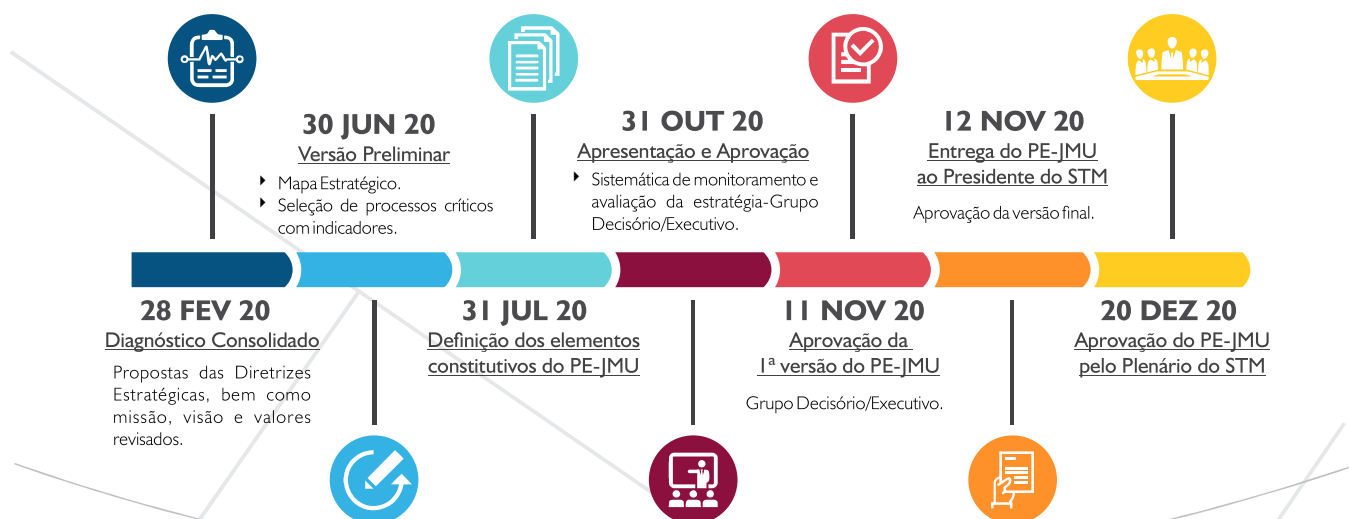 30 JUN 20
Versão Preliminar
Mapa Estratégico.
Seleção de processos críticos
com indicadores.
31 OUT 20
Apresentação e Aprovação
Sistemática de monitoramento e
avaliação da estratégia-Grupo
Decisório/Executivo.
12 NOV 20
Entrega do PE-JMU
ao Presidente do STM
Aprovação da versão final.
28 FEV 20
Diagnóstico Consolidado
Propostas das Diretrizes
Estratégicas, bem como
missão, visão e valores
revisados.
31 JUL 20
Definição dos elementos
constitutivos do PE-JMU
11 NOV 20
Aprovação da
1ª versão do PE-JMU
Grupo Decisório/Executivo.
20 DEZ 20
Aprovação do PE-JMU
pelo Plenário do STM